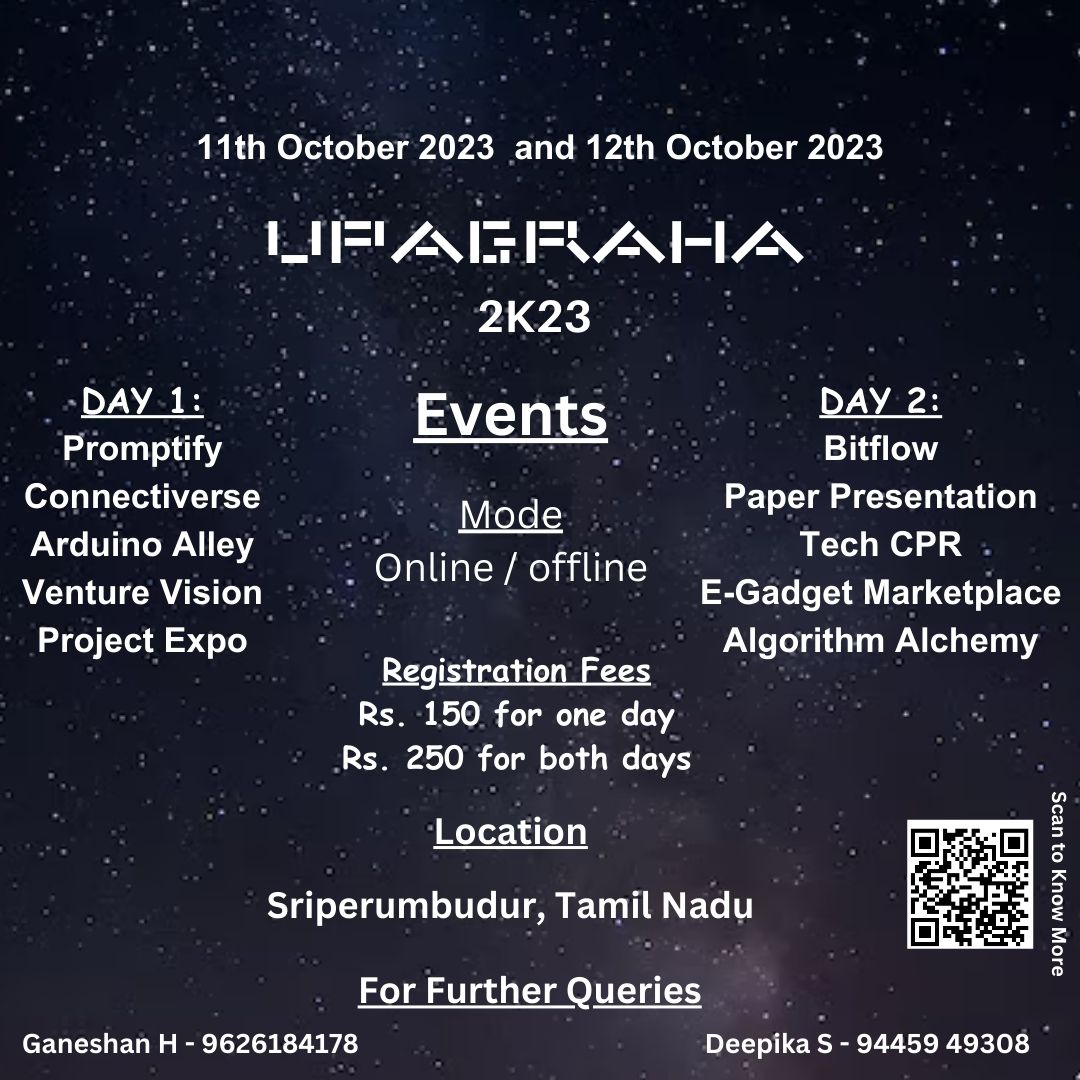 11th October 2023  and 12th October 2023
UPAGRAHA
2K23
DAY 1:
Promptify
Connectiverse
Arduino Alley
Venture Vision
Project Expo
Events
Mode
Online / offline
Registration Fees
Rs. 150 for one day
Rs. 250 for both days
DAY 2:
Bitflow
Paper Presentation
Tech CPR
E-Gadget Marketplace
Algorithm Alchemy
Location
Sriperumbudur, Tamil Nadu
Scan to Know More
For Further Queries
Ganeshan H - 9626184178
Deepika S - 94459 49308